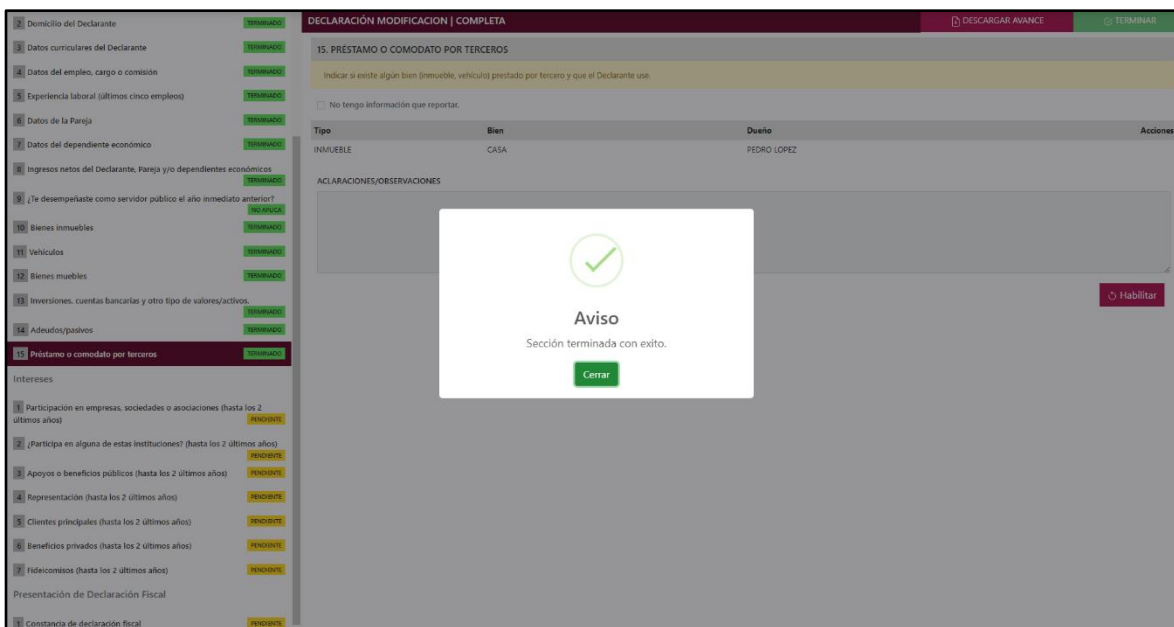 2 Domicilio del Declarante TERMINADO
3 Datos curriculares del Declarante TERMINADO
4 Datos del empleo, cargo o comisión TERMINADO
5 Experiencia laboral (últimos cinco empleos) TERMINADO
6 Datos de la Pareja TERMINADO
7 Datos del dependiente económico TERMINADO
8 Ingresos netos del Declarante, Pareja y/o dependientes económicos
TERMINADO
9 ¿Te desempeñaste como servidor público el año inmediato anterior?
NO APLICA
10 Bienes inmuebles TERMINADO
11 Vehículos TERMINADO
12 Bienes muebles TERMINADO
13 Inversiones, cuentas bancarias y otro tipo de valores/activos.
TERMINADO
14 Adeudos/pasivos TERMINADO
15 Préstamo o comodato por terceros TERMINADO
Intereses
1 Participación en empresas, sociedades o asociaciones (hasta los 2
últimos años) PENDIENTE
2 ¿Participa en alguna de estas instituciones? (hasta los 2 últimos años)
PENDIENTE
3 Apoyos o beneficios públicos (hasta los 2 últimos años) PENDIENTE
4 Representación (hasta los 2 últimos años) PENDIENTE
5 Clientes principales (hasta los 2 últimos años) PENDIENTE
6 Beneficios privados (hasta los 2 últimos años) PENDIENTE
7 Fideicomisos (hasta los 2 últimos años) PENDIENTE
Presentación de Declaración Fiscal
1 Constancia de declaración fiscal PENDIENTE
DECLARACIÓN MODIFICACION | COMPLETA
DESCARGAR AVANCE
TERMINAR
15. PRÉSTAMO O COMODATO POR TERCEROS
Indicar si existe algún bien (inmueble, vehículo) prestado por tercero y que el Declarante use.
No tengo información que reportar.
Tipo Bien Dueño Acciones
INMUEBLE CASA PEDRO LOPEZ
ACLARACIONES/OBSERVACIONES
Habilitar
Aviso
Sección terminada con exito.
Cerrar